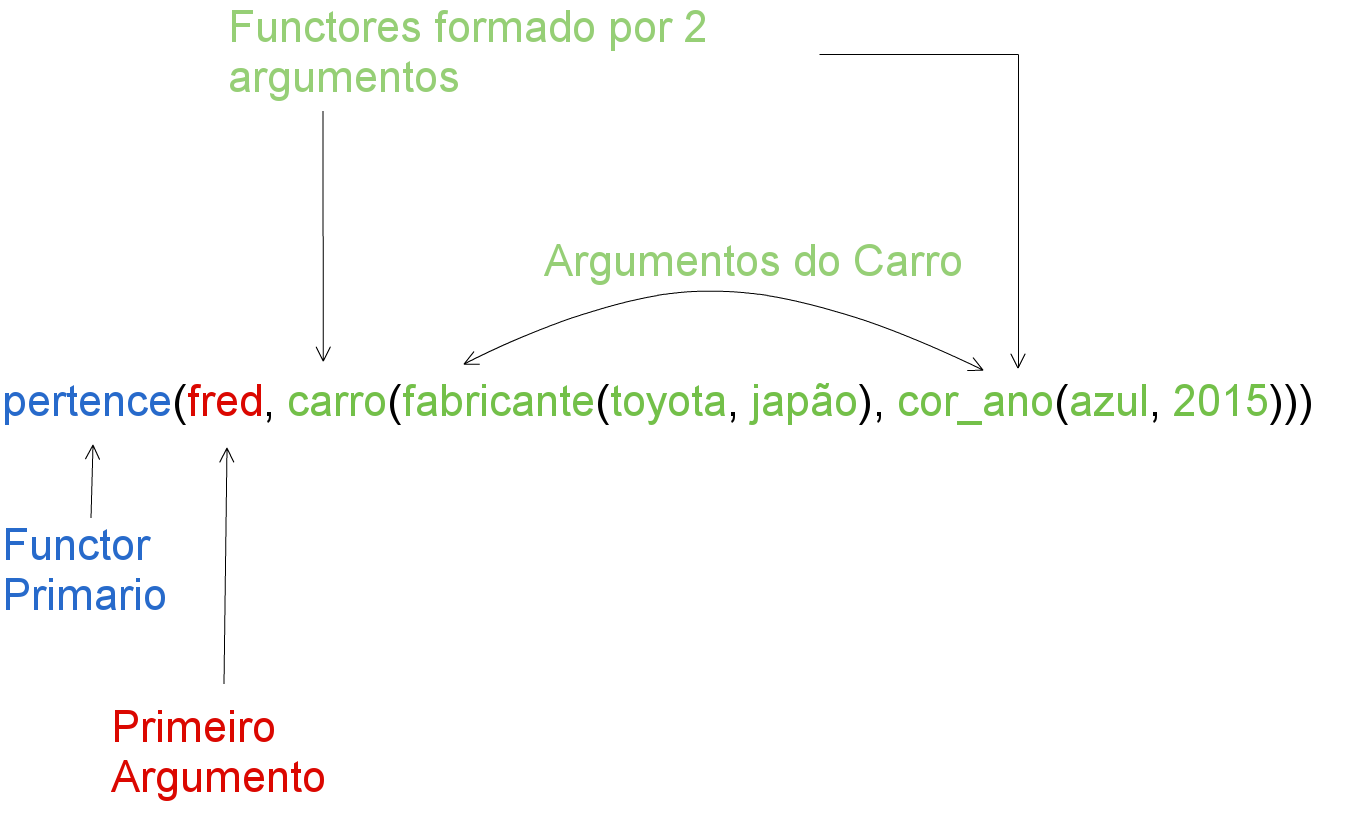 Functores formado por 2
argumentos
Argumentos do Carro
pertence(fred, carro(fabricante(toyota, japão), cor_ano(azul, 2015)))
Functor
Primario
Primeiro
Argumento